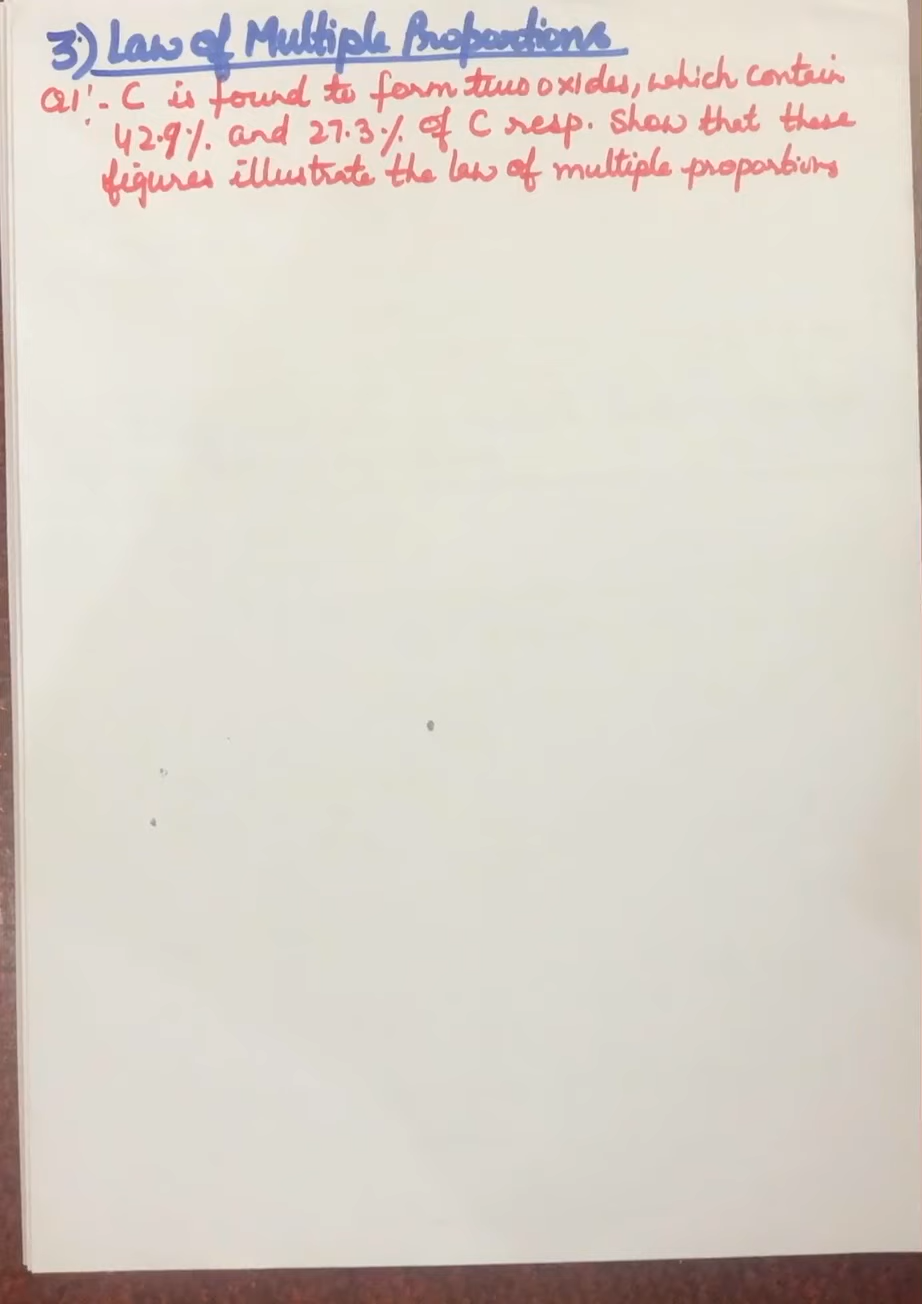 3) Law of Multiple Proportions
Q1:- C is found to form two oxides, which contain
42.9%. and 27.3% of C resp. Show that these
figures illustrate the law of multiple proportions